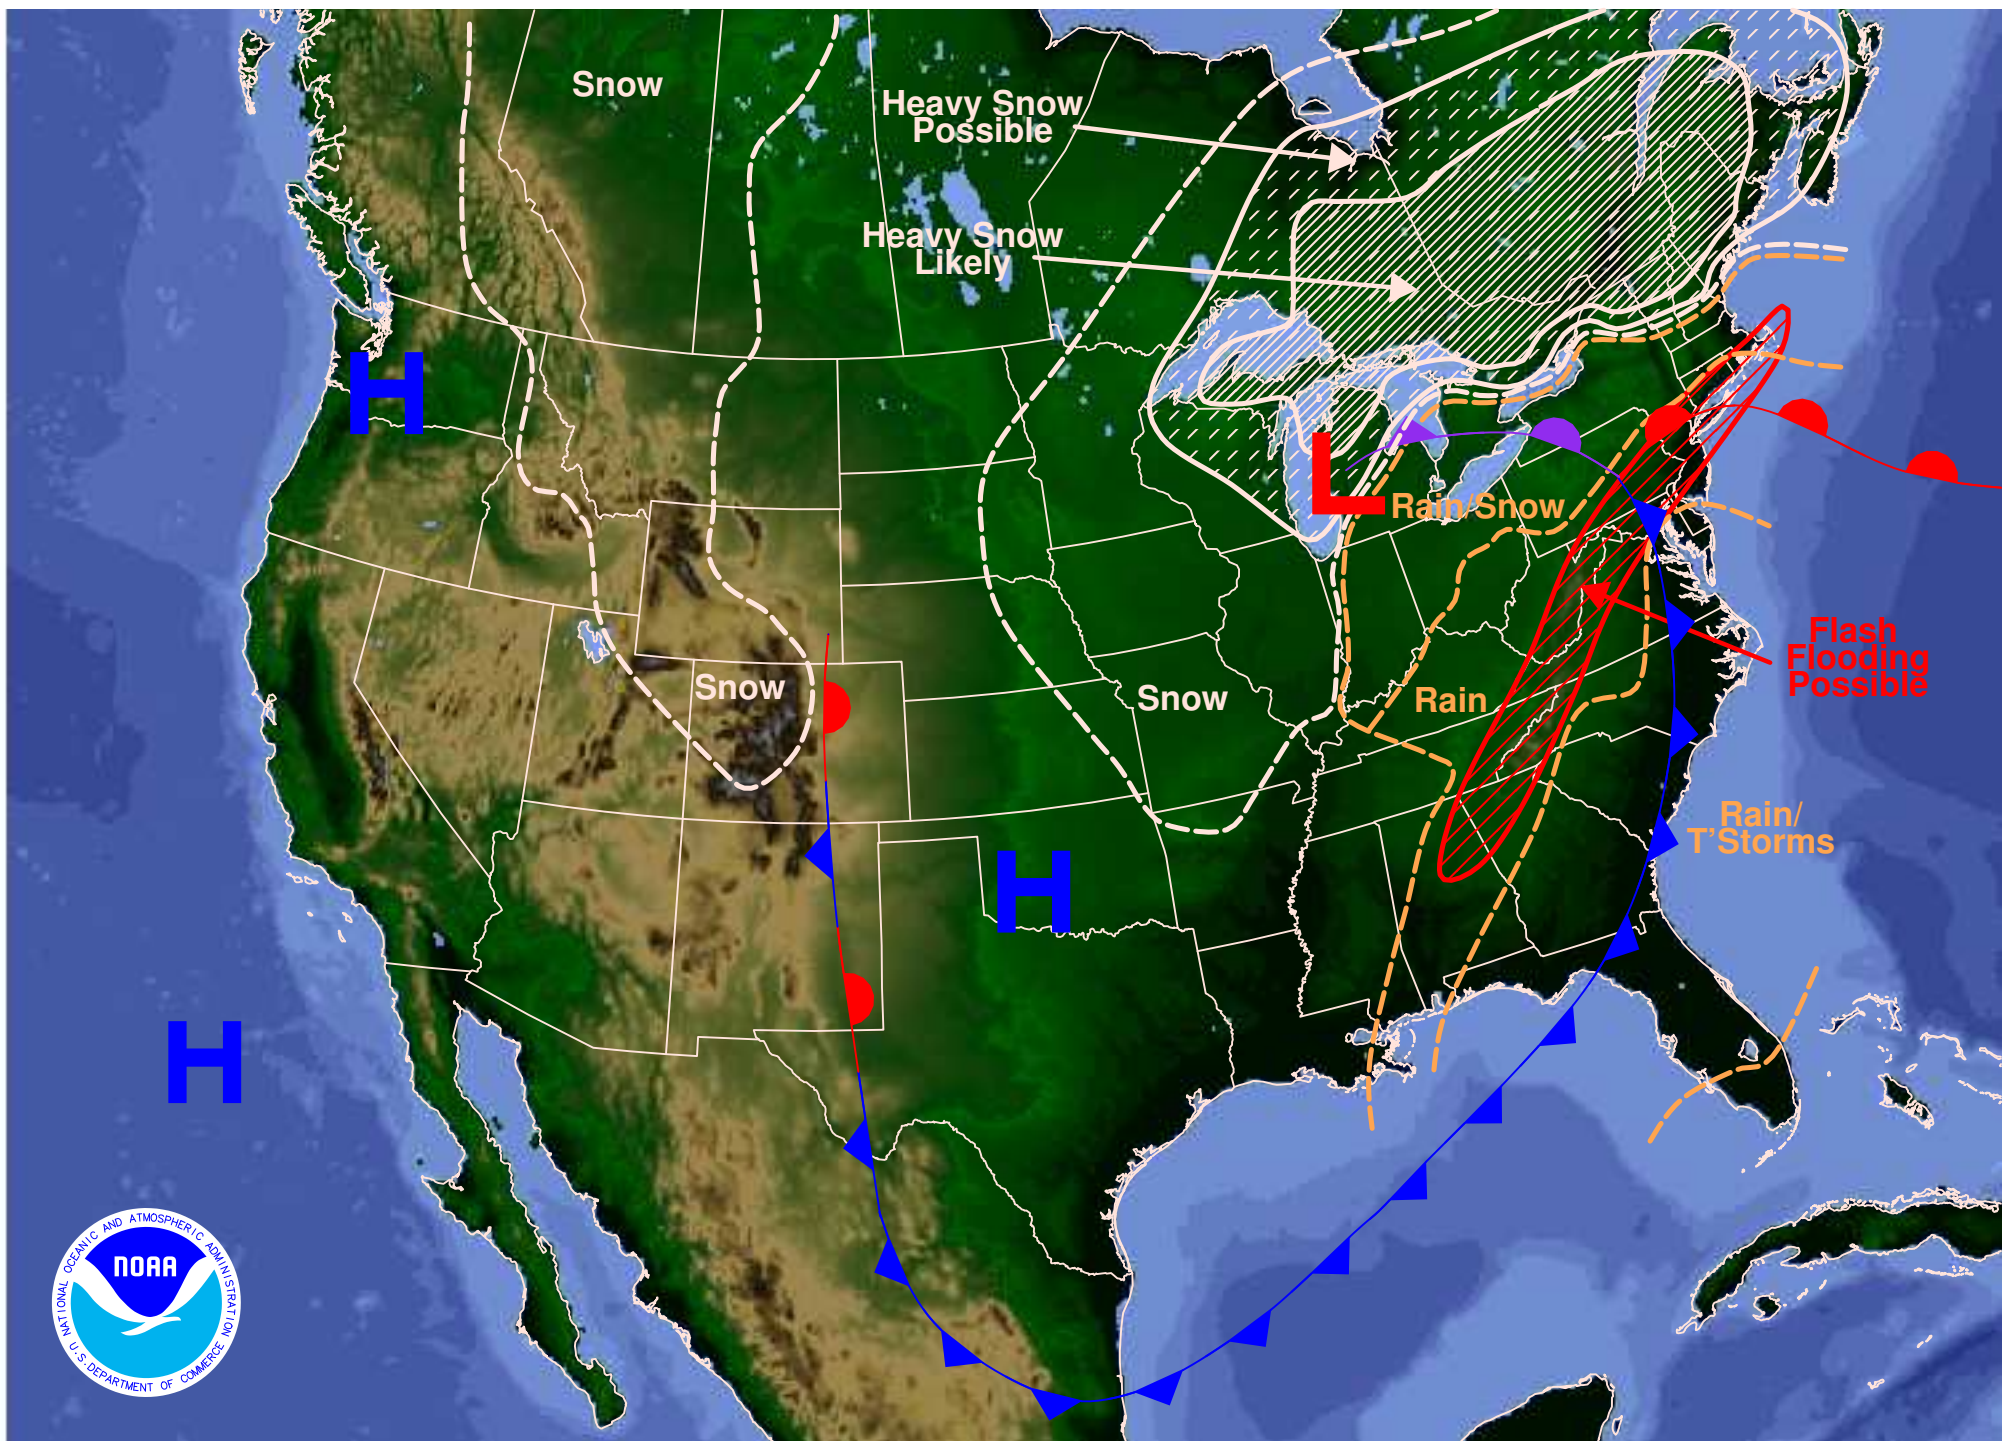 Snow
Heavy Snow
Possible
Heavy Snow
Likely
H
L
Rain/Snow
Flash
Flooding
Possible
Snow
Snow
Rain
Rain/
T'Storms
H
H
NATIONAL OCEANIC AND ATMOSPHERIC ADMINISTRATION
NOAA
U.S. DEPARTMENT OF COMMERCE